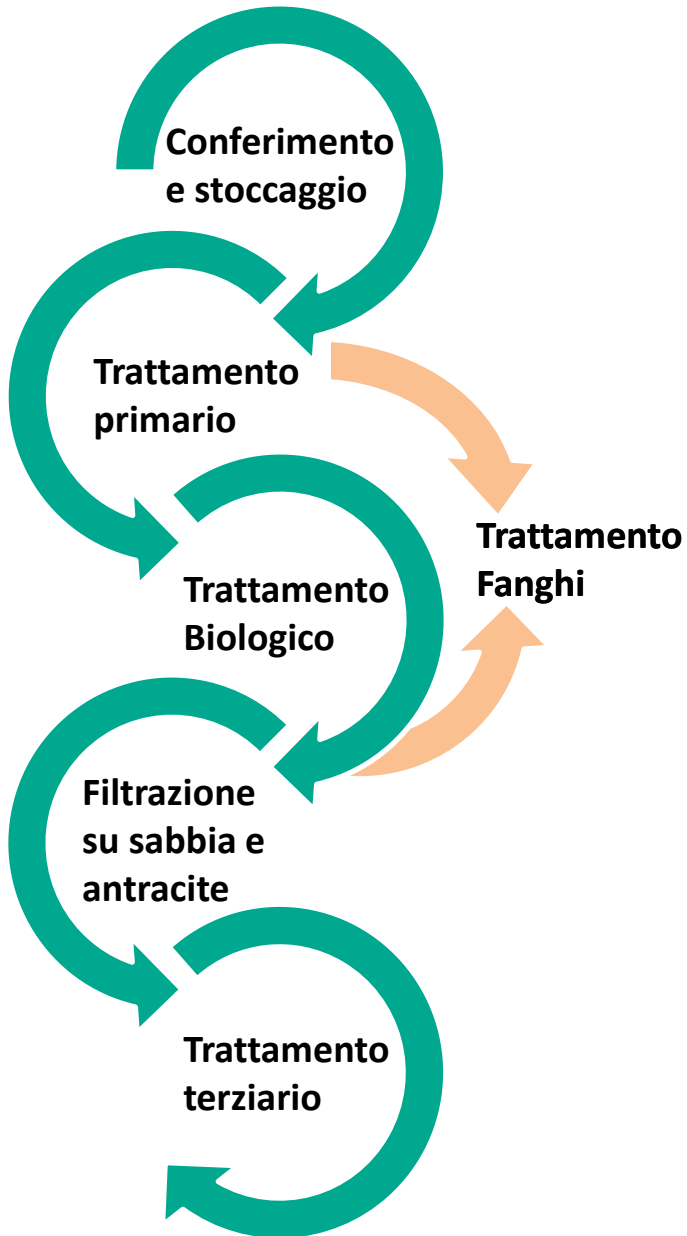 Conferimento
e stoccaggio
Trattamento
primario
Trattamento
Fanghi
Trattamento
Biologico
Filtrazione
su sabbia e
antracite
Trattamento
terziario